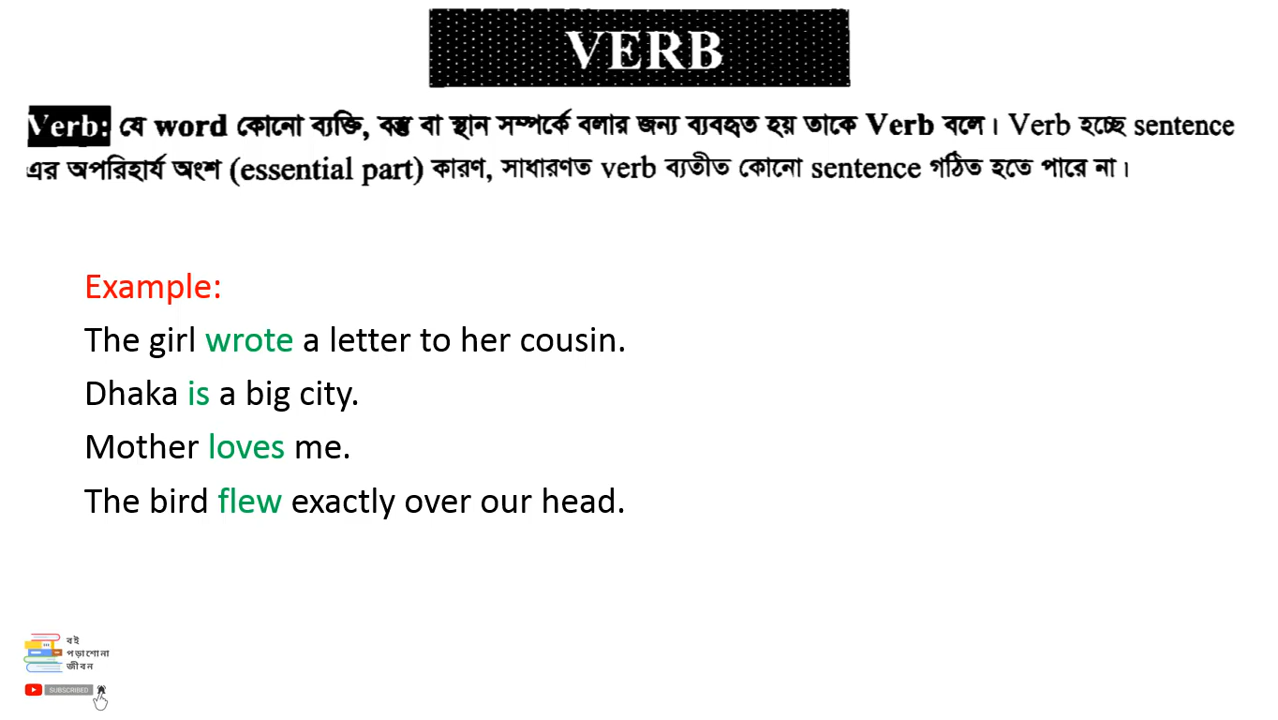 VERB
Verb: যে word কোনো ব্যক্তি, বস্তু বা স্থান সম্পর্কে বলার জন্য ব্যবহৃত হয় তাকে Verb বলে। Verb হচ্ছে sentence
এর অপরিহার্য অংশ (essential part) কারণ, সাধারণত verb ব্যতীত কোনো sentence গঠিত হতে পারে না।
Example:
The girl wrote a letter to her cousin.
Dhaka is a big city.
Mother loves me.
The bird flew exactly over our head.
বই
পড়াশোনা
জীবন
SUBSCRIBED